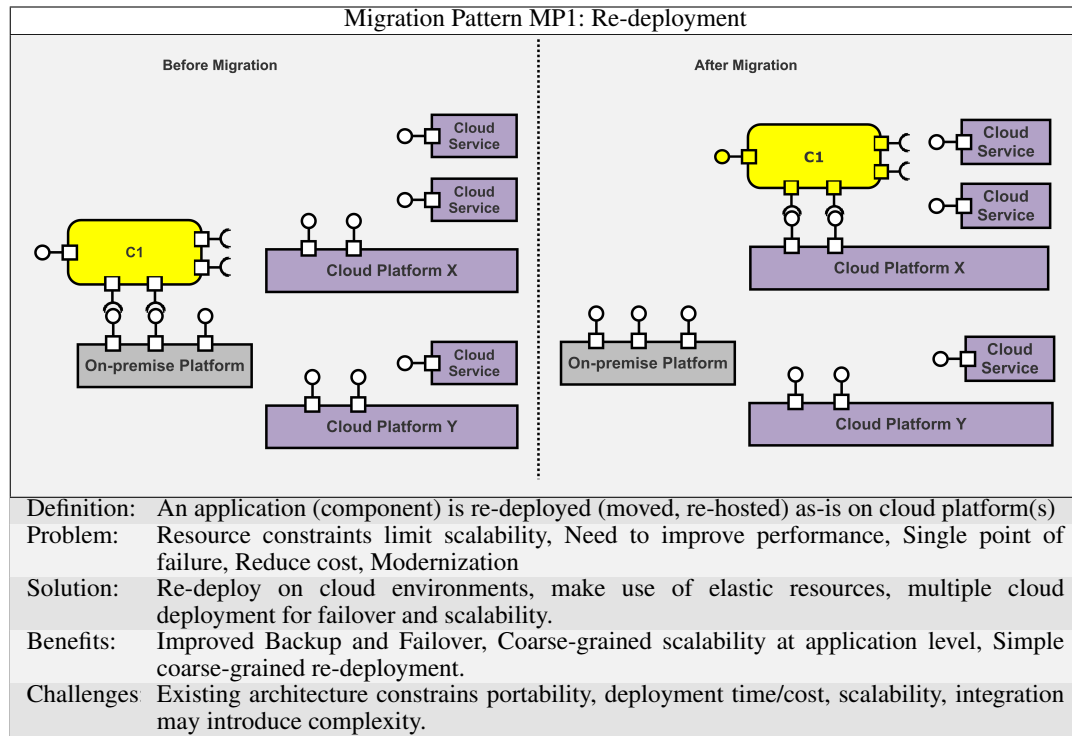 Migration Pattern MP1: Re-deployment
Before Migration
Cloud
Service
Cloud
Service
C1
Cloud Platform X
On-premise Platform
Cloud
Service
Cloud Platform Y
After Migration
C1
Cloud
Service
Cloud
Service
Cloud Platform X
On-premise Platform
Cloud
Service
Cloud Platform Y
Definition: An application (component) is re-deployed (moved, re-hosted) as-is on cloud platform(s)
Problem: Resource constraints limit scalability, Need to improve performance, Single point of
failure, Reduce cost, Modernization
Solution: Re-deploy on cloud environments, make use of elastic resources, multiple cloud
deployment for failover and scalability.
Benefits: Improved Backup and Failover, Coarse-grained scalability at application level, Simple
coarse-grained re-deployment.
Challenges: Existing architecture constrains portability, deployment time/cost, scalability, integration
may introduce complexity.